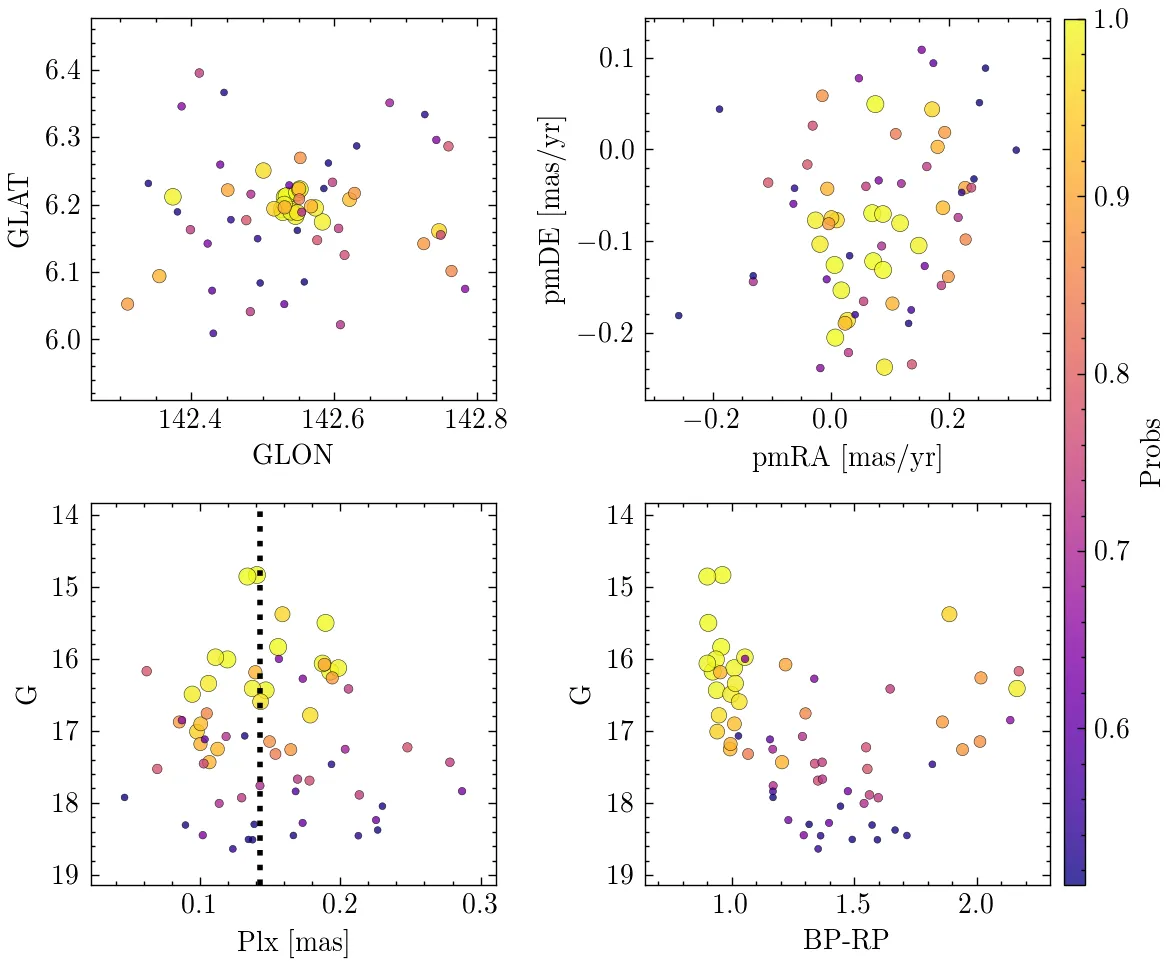 6.4
6.3
6.2
6.1
6.0
GLAT
142.4 142.6 142.8
GLON
0.1
0.0
−0.1
−0.2
pmDE [mas/yr]
−0.2 0.0 0.2
pmRA [mas/yr]
1.0
0.9
0.8
0.7
0.6
Probs
14
15
16
17
18
19
G
0.1 0.2 0.3
Plx [mas]
14
15
16
17
18
19
G
1.0 1.5 2.0
BP-RP